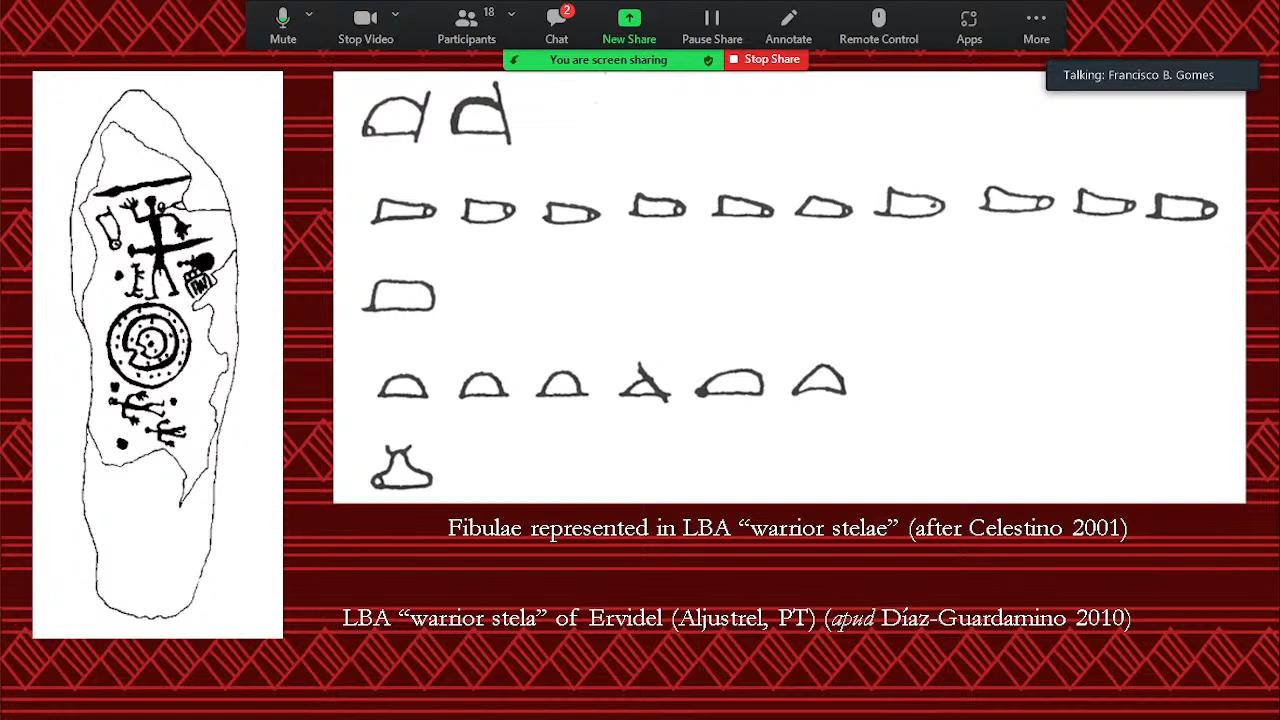 Mute
Stop Video
Participants
18
Chat
2
New Share
Pause Share
Annotate
Remote Control
Apps
More
You are screen sharing
Stop Share
Talking: Francisco B. Gomes
Fibulae represented in LBA “warrior stelae” (after Celestino 2001)
LBA “warrior stela” of Ervidel (Aljustrel, PT) (apud Díaz-Guardamino 2010)